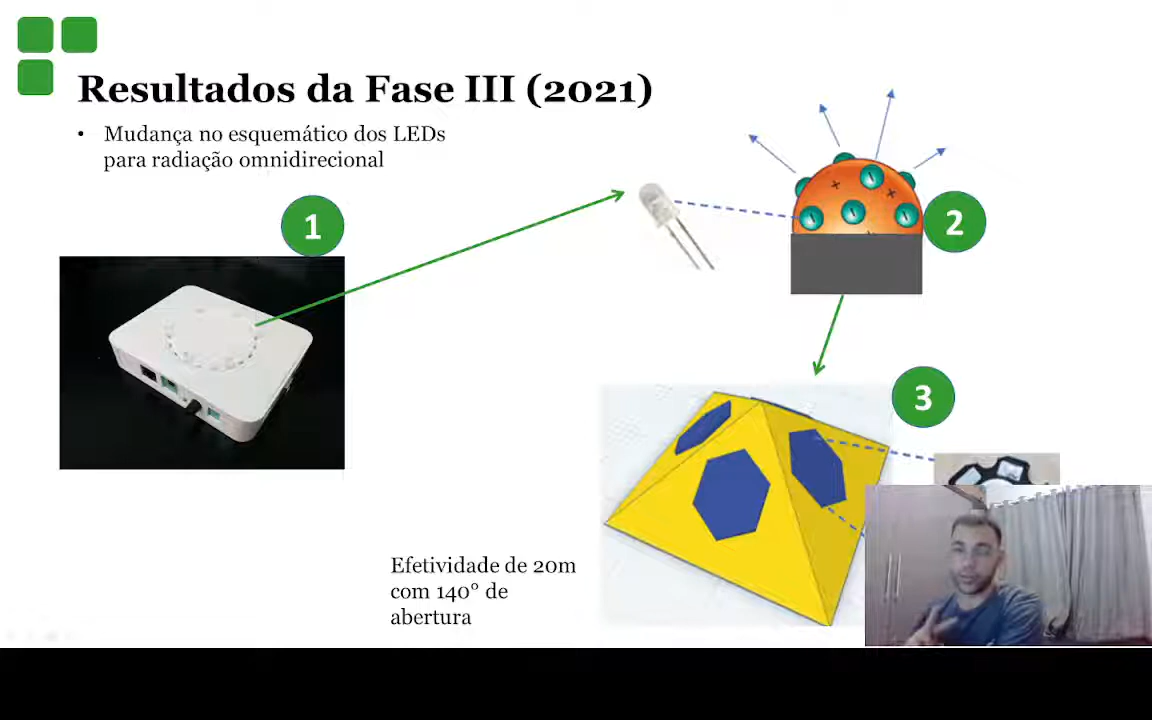 Resultados da Fase III (2021)
• Mudança no esquemático dos LEDs
para radiação omnidirecional
1
2
3
Efetividade de 20m
com 140° de
abertura